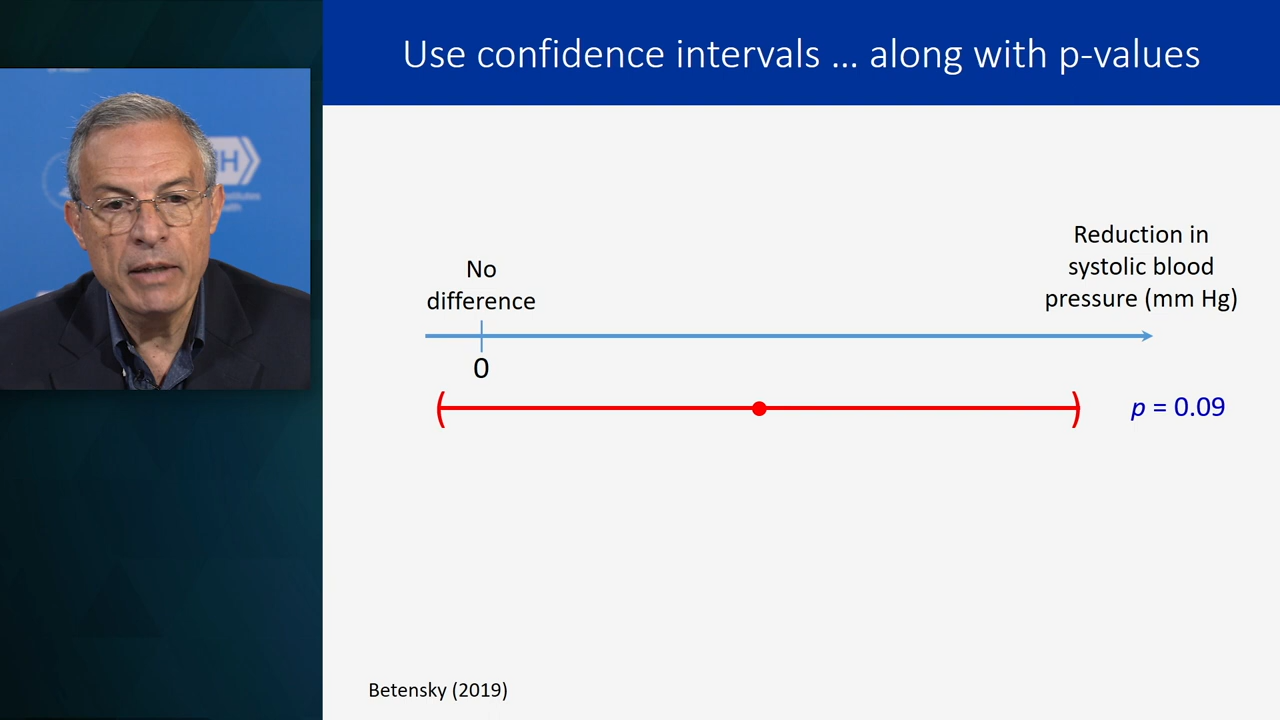 Use confidence intervals ... along with p-values
H
Reduction in
systolic blood
pressure (mm Hg)
No
difference
0
p = 0.09
Betensky (2019)